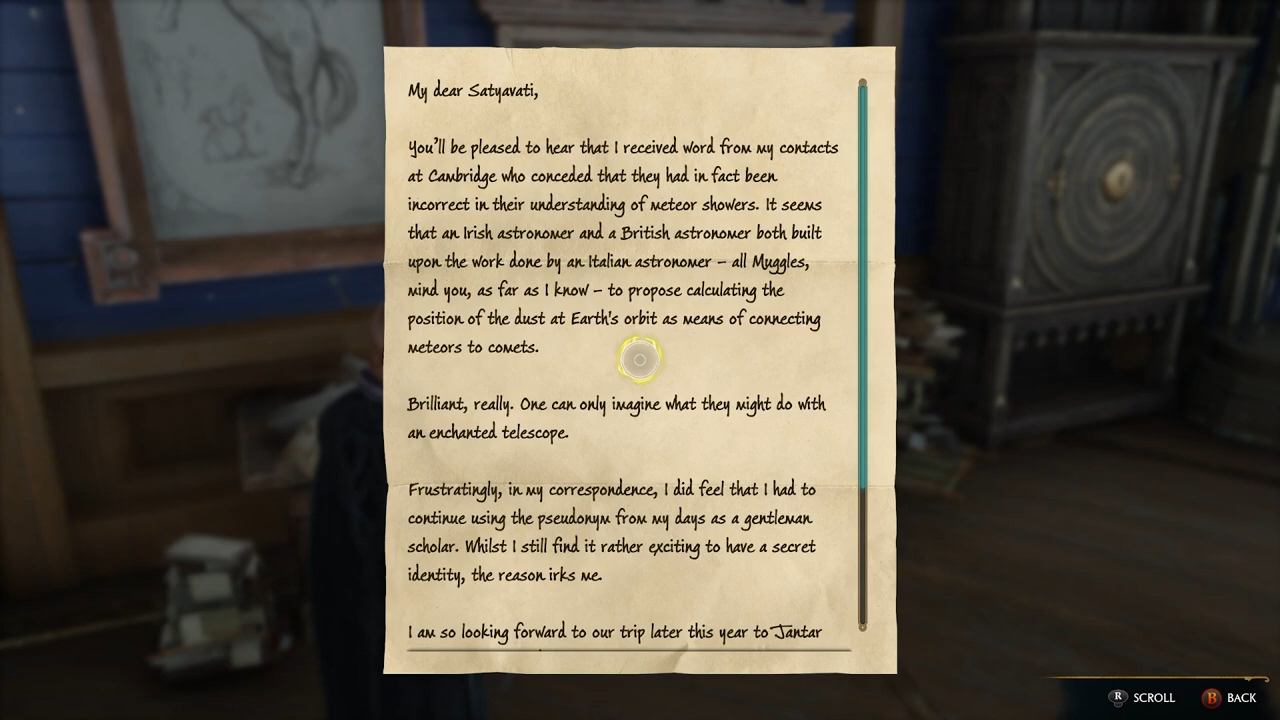 My dear Satyavati,
You'll be pleased to hear that I received word from my contacts
at Cambridge who conceded that they had in fact been
incorrect in their understanding of meteor showers. It seems
that an Irish astronomer and a British astronomer both built
upon the work done by an Italian astronomer – all Muggles,
mind you, as far as I know – to propose calculating the
position of the dust at Earth's orbit as means of connecting
meteors to comets.
Brilliant, really. One can only imagine what they might do with
an enchanted telescope.
Frustratingly, in my correspondence, I did feel that I had to
continue using the pseudonym from my days as a gentleman
scholar. Whilst I still find it rather exciting to have a secret
identity, the reason irks me.
I am so looking forward to our trip later this year to Jantar
R SCROLL B BACK